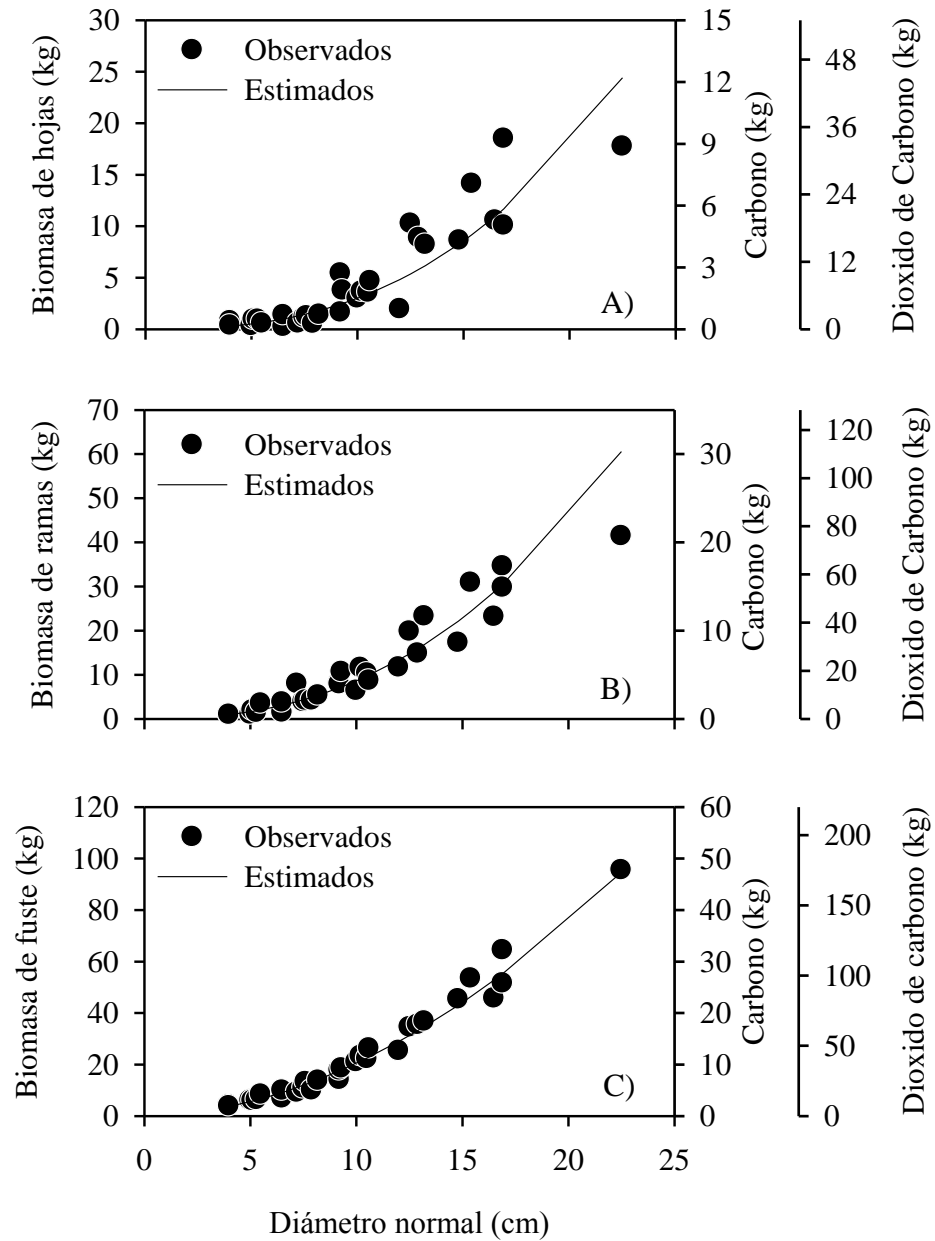 Biomasa de hojas (kg)
30
25
20
15
10
5
0
Observados
Estimados
A)
15
12
9
6
3
0
Carbono (kg)
48
36
24
12
0
Dioxido de Carbono (kg)
Biomasa de ramas (kg)
70
60
50
40
30
20
10
0
Observados
Estimados
B)
30
20
10
0
Carbono (kg)
120
100
80
60
40
20
0
Dioxido de Carbono (kg)
Biomasa de fuste (kg)
120
100
80
60
40
20
0
Observados
Estimados
C)
60
50
40
30
20
10
0
Carbono (kg)
200
150
100
50
0
Dioxido de carbono (kg)
0 5 10 15 20 25
Diámetro normal (cm)